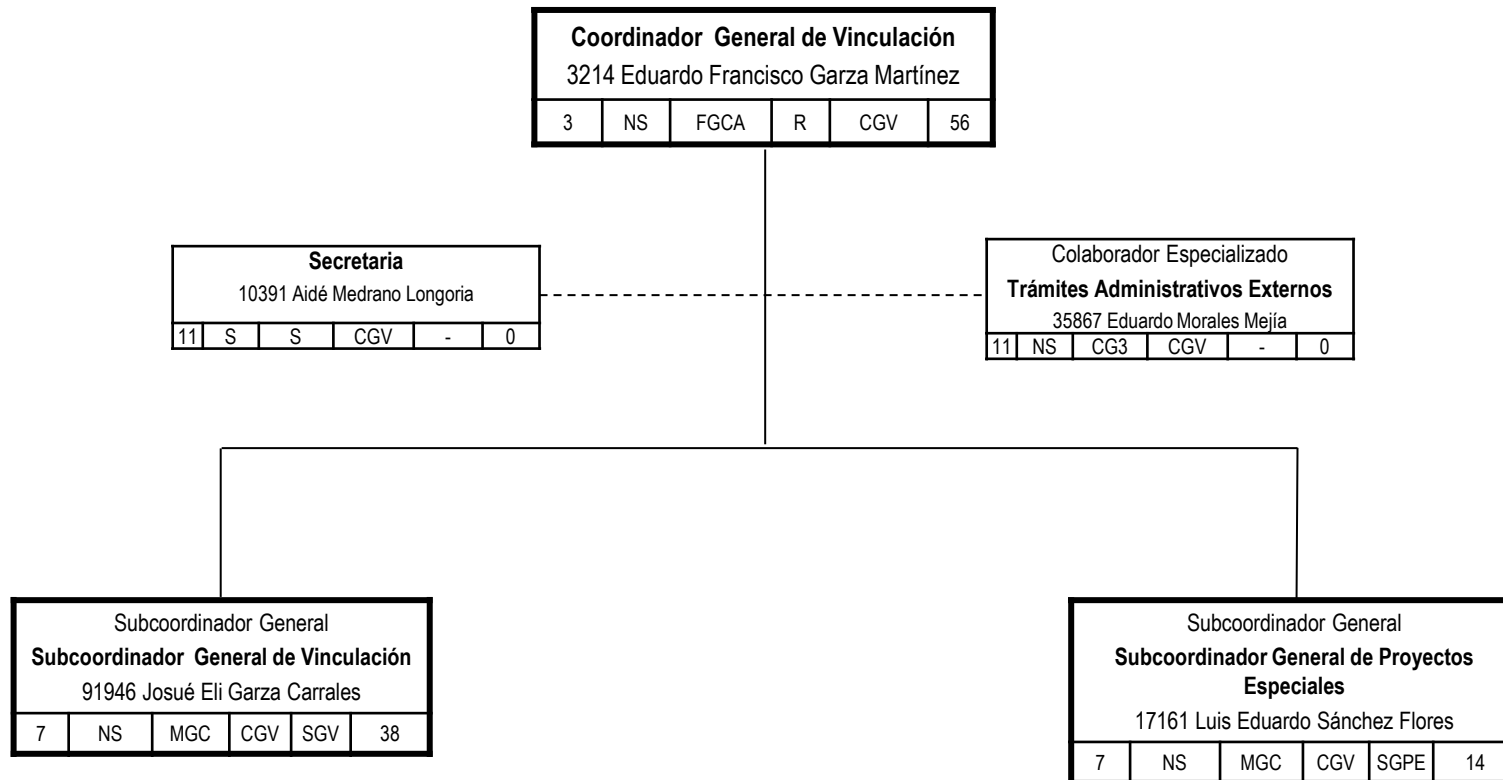 Coordinador General de Vinculación
3214 Eduardo Francisco Garza Martínez
3 NS FGCA R CGV 56
Secretaria
10391 Aidé Medrano Longoria
11 S S CGV - 0
Colaborador Especializado
Trámites Administrativos Externos
35867 Eduardo Morales Mejía
11 NS CG3 CGV - 0
Subcoordinador General
Subcoordinador General de Vinculación
91946 Josué Eli Garza Carrales
7 NS MGC CGV SGV 38
Subcoordinador General
Subcoordinador General de Proyectos
Especiales
17161 Luis Eduardo Sánchez Flores
7 NS MGC CGV SGPE 14